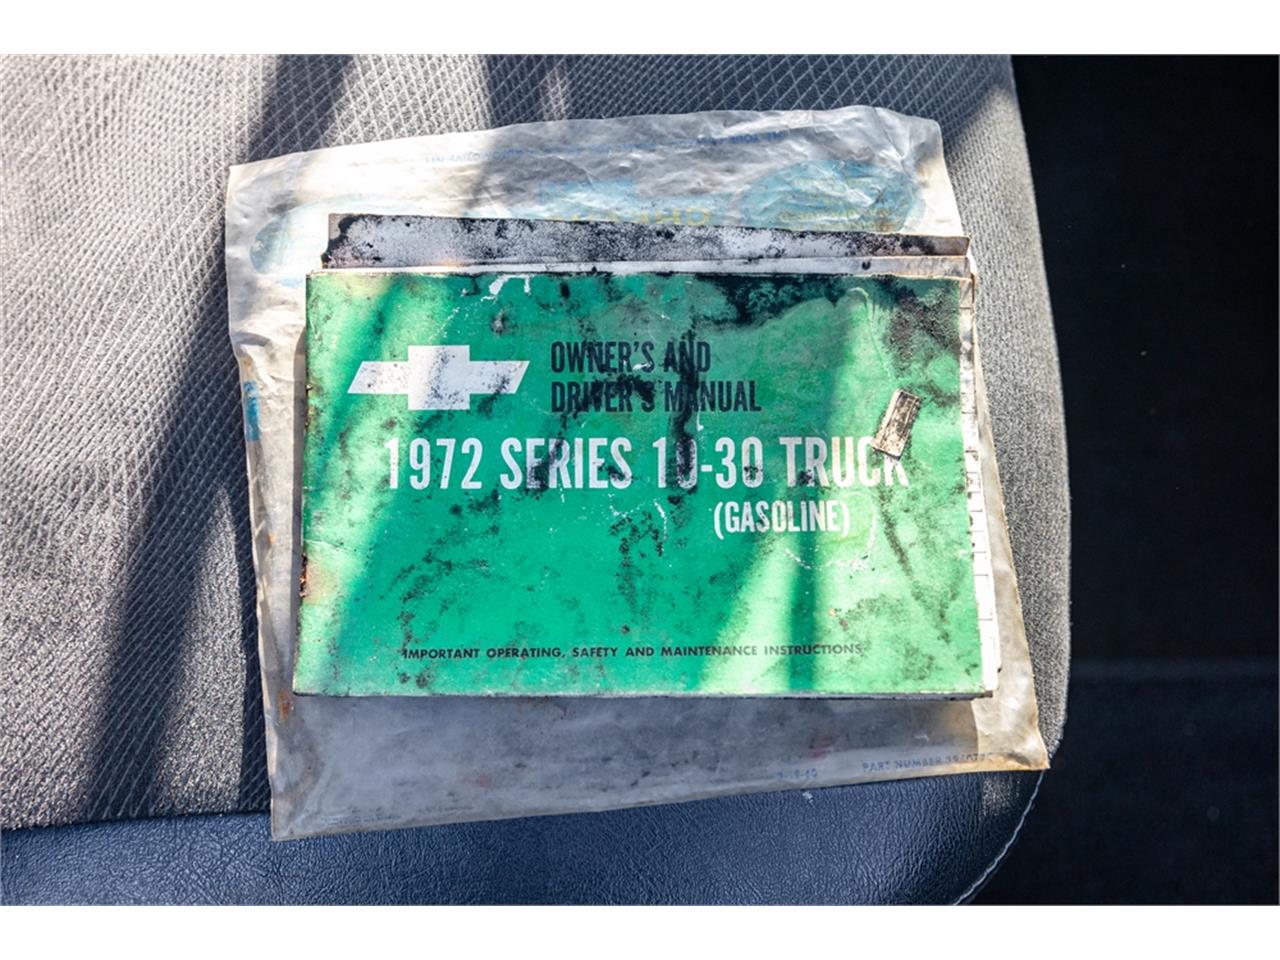 OWNER'S AND
DRIVER'S MANUAL
1972 SERIES 10-30 TRUCK
(GASOLINE)
IMPORTANT OPERATING, SAFETY AND MAINTENANCE INSTRUCTIONS
PART NUMBER